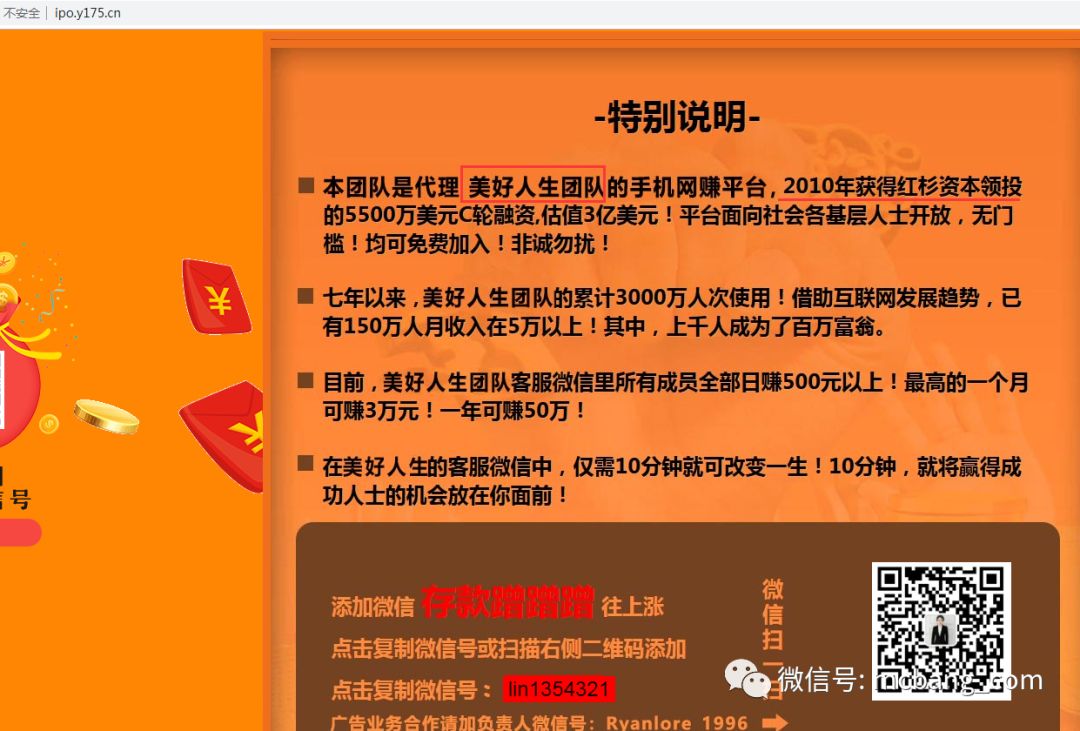 不安全 ipo.y175.cn
-特别说明-
本团队是代理 美好人生团队的手机网赚平台，2010年获得红杉资本领投
的5500万美元C轮融资,估值3亿美元！平台面向社会各基层人士开放，无门
槛！均可免费加入！非诚勿扰！
七年以来，美好人生团队的累计3000万人次使用！借助互联网发展趋势，已
有150万人月收入在5万以上！其中，上千人成为了百万富翁。
目前，美好人生团队客服微信里所有成员全部日赚500元以上！最高的一个月
可赚3万元！一年可赚50万！
在美好人生的客服微信中，仅需10分钟就可改变一生！10分钟，就将赢得成
功人士的机会放在你面前！
信号
添加微信 存款蹭蹭蹭 往上涨
点击复制微信号或扫描右侧二维码添加
点击复制微信号： lin1354321
广告业务合作请加负责人微信号：Ryanlore_1996
微信扫一扫
微信号: mcbang_com